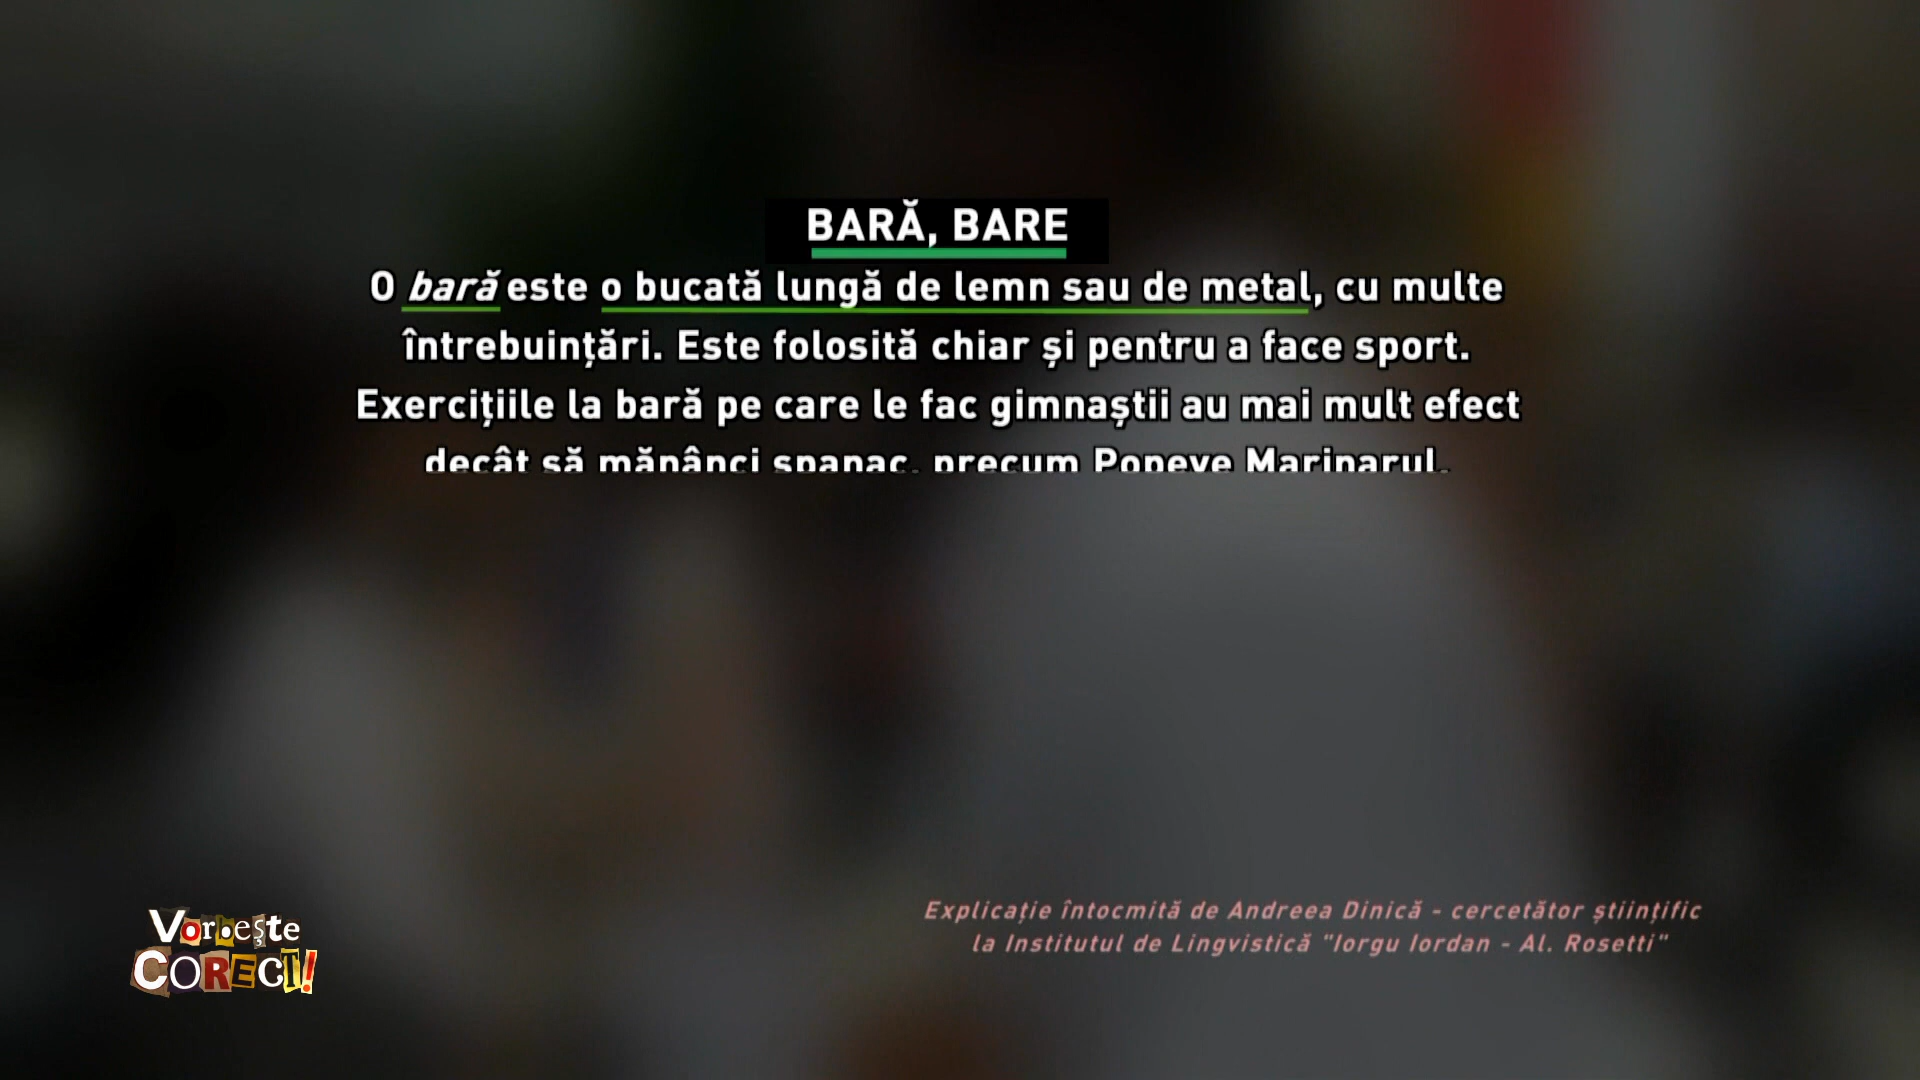 BARĂ, BARE
O bară este o bucată lungă de lemn sau de metal, cu multe
întrebuințări. Este folosită chiar și pentru a face sport.
Exercițiile la bară pe care le fac gimnaștii au mai mult efect
decât să mănânci spanac, precum Popeye Marinarul.
Explicație întocmită de Andreea Dinică - cercetător științific
la Institutul de Lingvistică "Iorgu Iordan - Al. Rosetti"
Vorbește
CORECT!